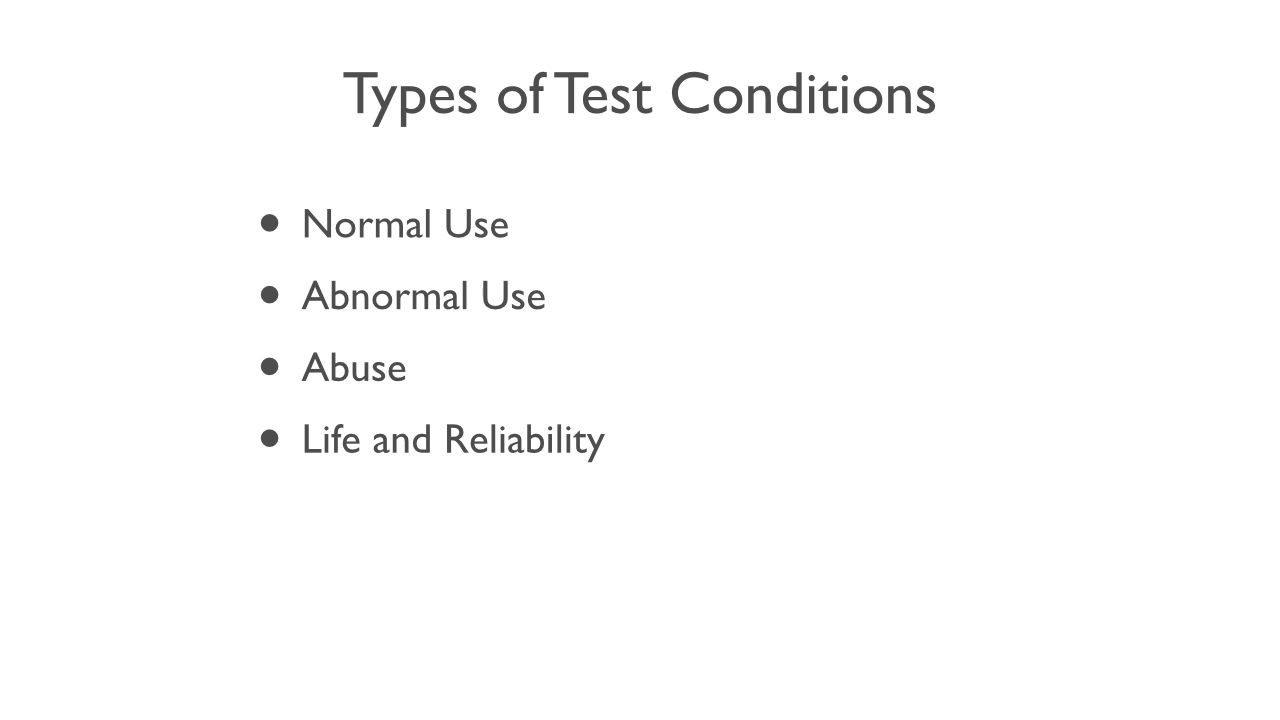 Types of Test Conditions
• Normal Use
• Abnormal Use
• Abuse
• Life and Reliability